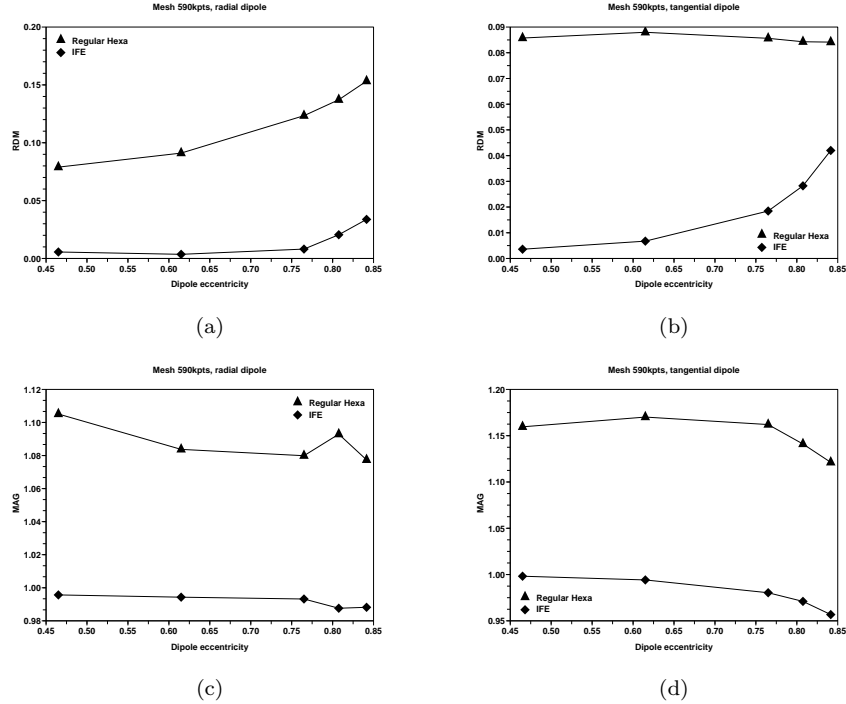 Mesh 590kpts, radial dipole
0.20
0.15
0.10
0.05
0.00
RDM
Regular Hexa
IFE
0.45 0.50 0.55 0.60 0.65 0.70 0.75 0.80 0.85
Dipole eccentricity
(a)
Mesh 590kpts, tangential dipole
0.09
0.08
0.07
0.06
0.05
0.04
0.03
0.02
0.01
0.00
RDM
Regular Hexa
IFE
0.45 0.50 0.55 0.60 0.65 0.70 0.75 0.80 0.85
Dipole eccentricity
(b)
Mesh 590kpts, radial dipole
1.12
1.10
1.08
1.06
1.04
1.02
1.00
0.98
MAG
Regular Hexa
IFE
0.45 0.50 0.55 0.60 0.65 0.70 0.75 0.80 0.85
Dipole eccentricity
(c)
Mesh 590kpts, tangential dipole
1.20
1.15
1.10
1.05
1.00
0.95
MAG
Regular Hexa
IFE
0.45 0.50 0.55 0.60 0.65 0.70 0.75 0.80 0.85
Dipole eccentricity
(d)